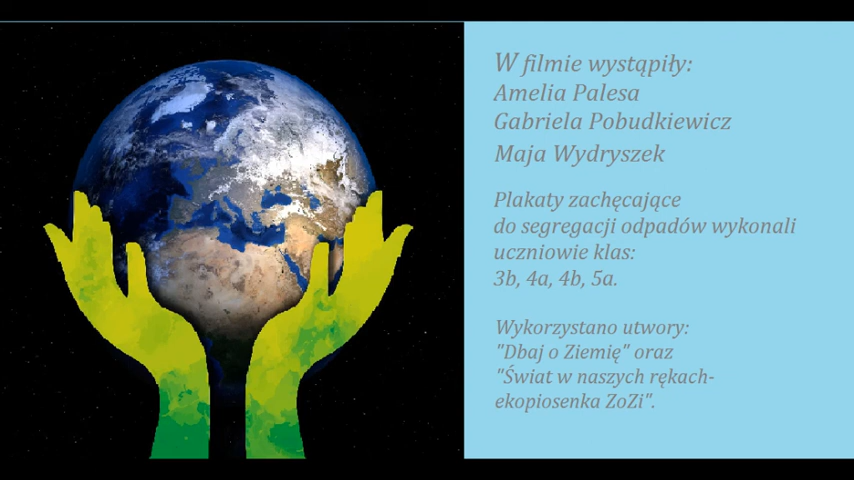 W filmie wystąpiły:
Amelia Palesa
Gabriela Pobudkiewicz
Maja Wydryszek
Plakaty zachęcające
do segregacji odpadów wykonali
uczniowie klas:
3b, 4a, 4b, 5a.
Wykorzystano utwory:
"Dbaj o Ziemię" oraz
"Świat w naszych rękach-
ekopiosenka ZoZi".